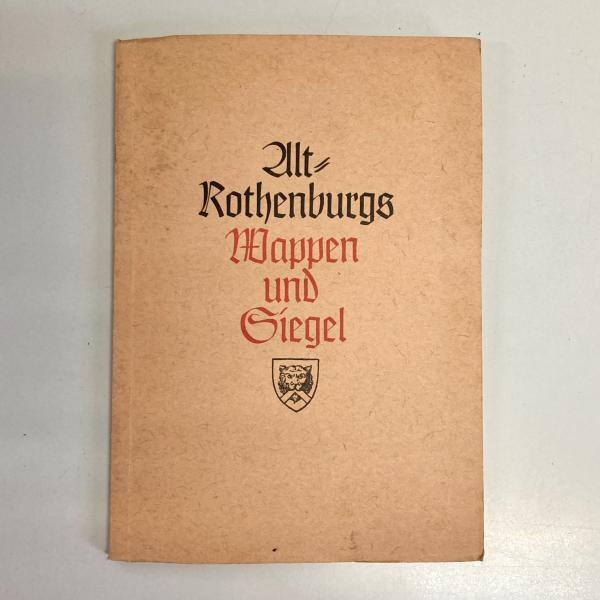 Alt=
Rothenburgs
Wappen
und
Siegel